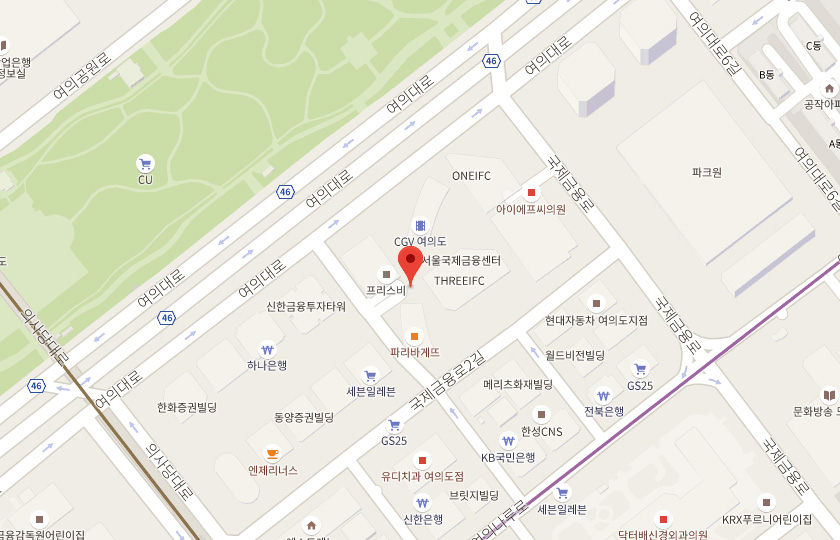 여의대로6길
C동
B동
공작아파
46
여의대로
여의대로
여의공원로
업은행
정보실
CU
46
여의대로
ONEIFC
국제금융로
아이에프씨의원
파크원
여의대로6길
CGV 여의도
서울국제금융센터
THREEIFC
프리스비
여의대로
여의대로
신한금융투자타워
46
의사당대로
하나은행
파리바게뜨
현대자동차 여의도지점
국제금융로
월드비젼빌딩
GS25
메리츠화재빌딩
전북은행
국제금융로2길
세븐일레븐
46
여의대로
한화증권빌딩
동양증권빌딩
GS25
한성CNS
KB국민은행
문화방송
의사당대로
엔제리너스
유디치과 여의도점
브릿지빌딩
신한은행
세븐일레븐
국제금융로
KRX푸르니어린이집
닥터배신경외과의원
금융감독원어린이집